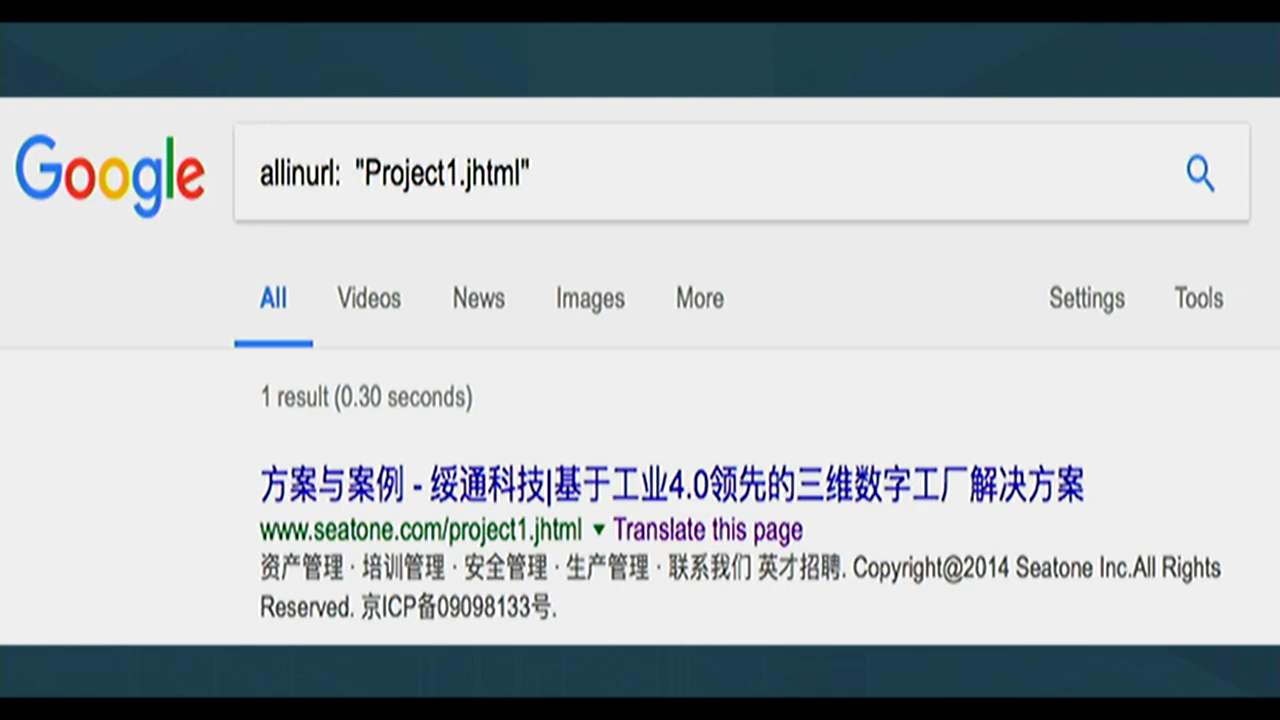 Google
allinurl:  "Project1.jhtml"
All Videos News Images More Settings Tools
1 result (0.30 seconds)
方案与案例 - 绥通科技|基于工业4.0领先的三维数字工厂解决方案
www.seatone.com/project1.jhtml ▼ Translate this page
资产管理 · 培训管理 · 安全管理 · 生产管理 · 联系我们 英才招聘. Copyright@2014 Seatone Inc.All Rights
Reserved. 京ICP备09098133号.